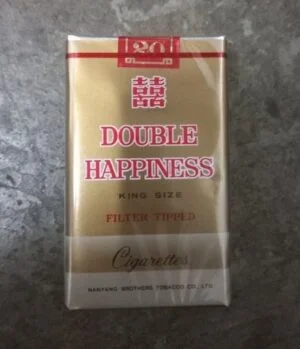 20
囍
DOUBLE
HAPPINESS
KING SIZE
FILTER TIPPED
Cigarettes
NANYANG BROTHERS TOBACCO CO., LTD.